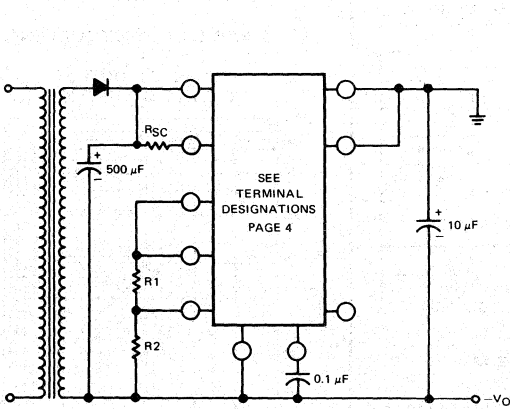 RSC
+
500 µF
−
SEE
TERMINAL
DESIGNATIONS
PAGE 4
+
10 µF
−
R1
R2
0.1 µF
−VO